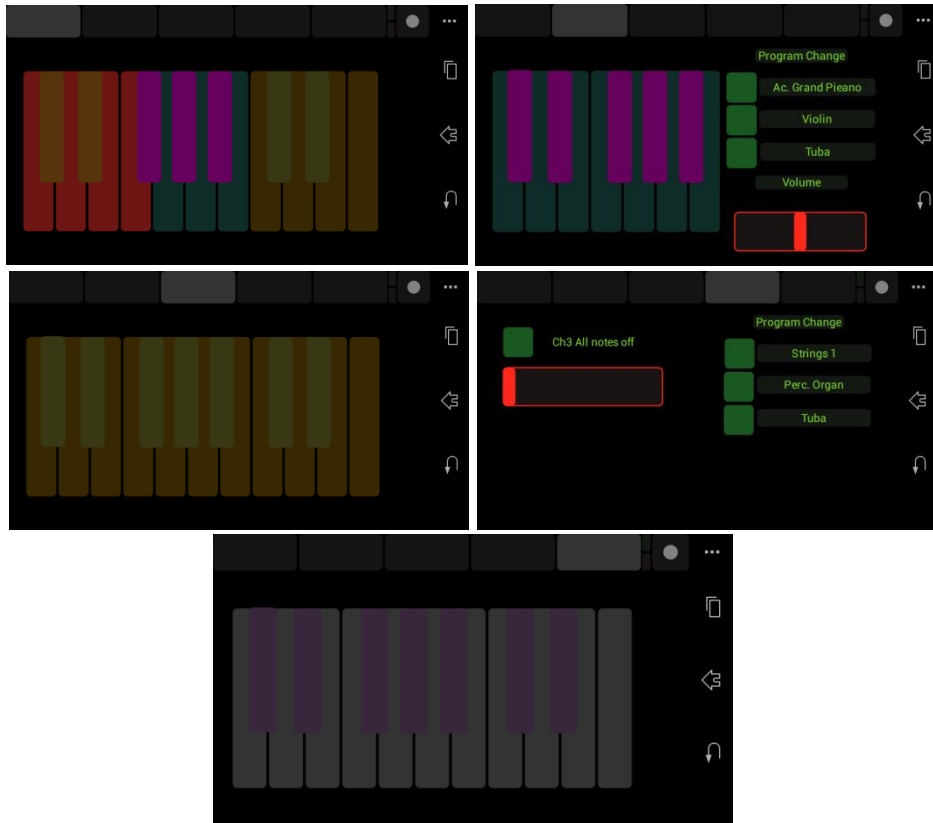 Program Change
Ac. Grand Pieano
Violin
Tuba
Volume
Ch3 All notes off
Program Change
Strings 1
Perc. Organ
Tuba